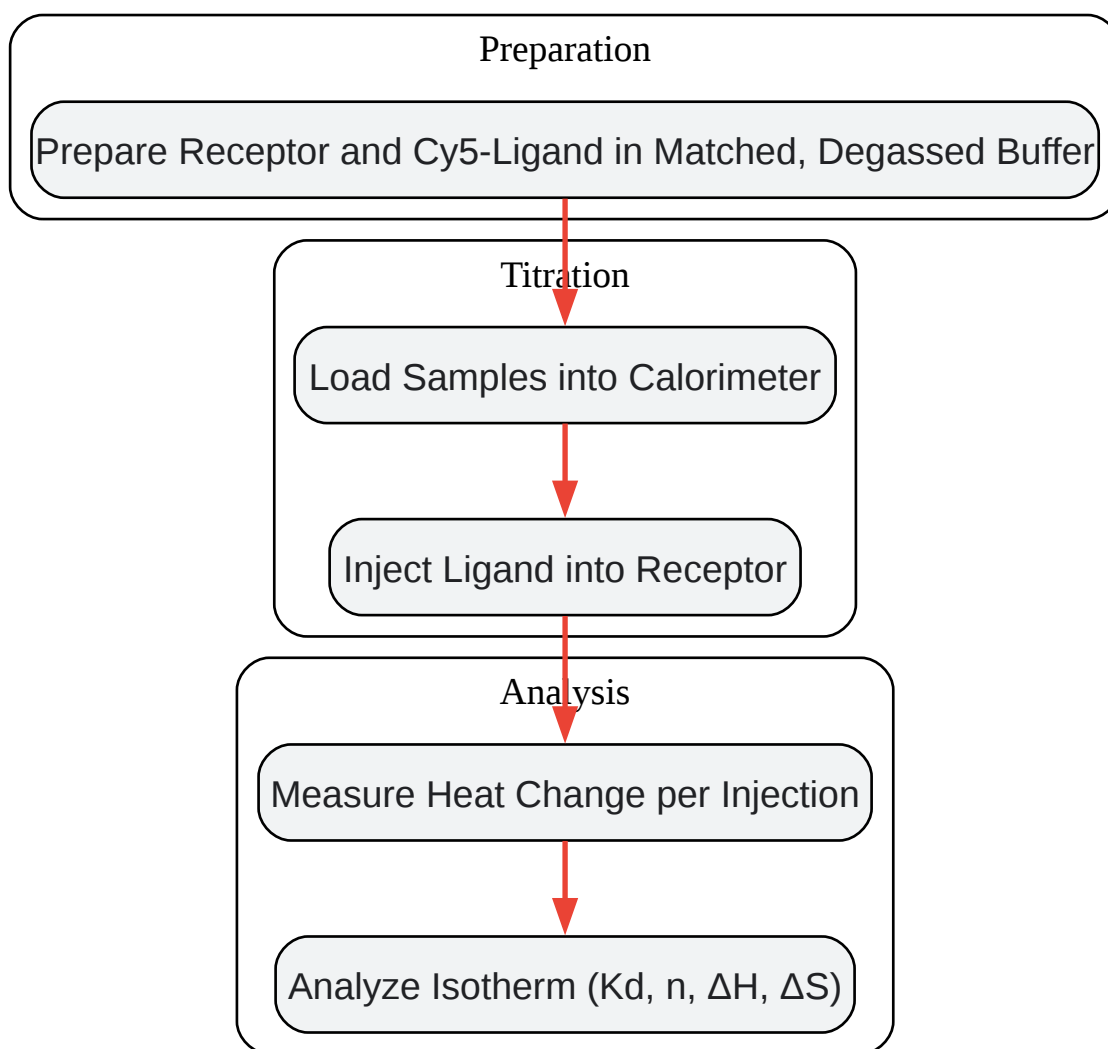 Preparation
Prepare Receptor and Cy5-Ligand in Matched, Degassed Buffer
Titration
Load Samples into Calorimeter
Inject Ligand into Receptor
Analysis
Measure Heat Change per Injection
Analyze Isotherm (Kd, n, ΔH, ΔS)